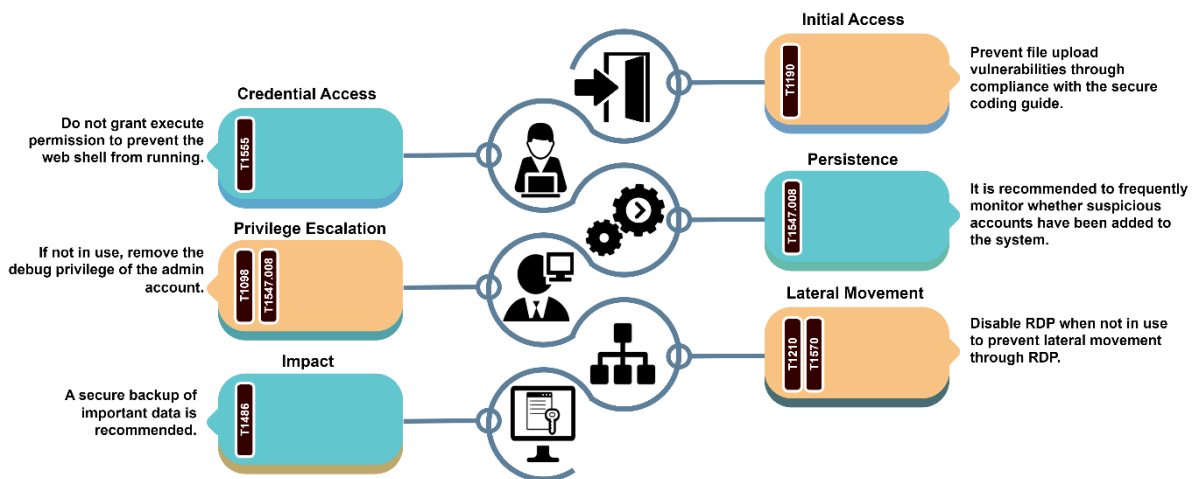 Initial Access
T1190
Prevent file upload
vulnerabilities through
compliance with the secure
coding guide.
Credential Access
Do not grant execute
permission to prevent the
web shell from running.
T1555
Persistence
T1547.008
It is recommended to frequently
monitor whether suspicious
accounts have been added to
the system.
Privilege Escalation
If not in use, remove the
debug privilege of the admin
account.
T1098
T1547.008
Lateral Movement
T1210
T1570
Disable RDP when not in use
to prevent lateral movement
through RDP.
Impact
A secure backup of
important data is
recommended.
T1486